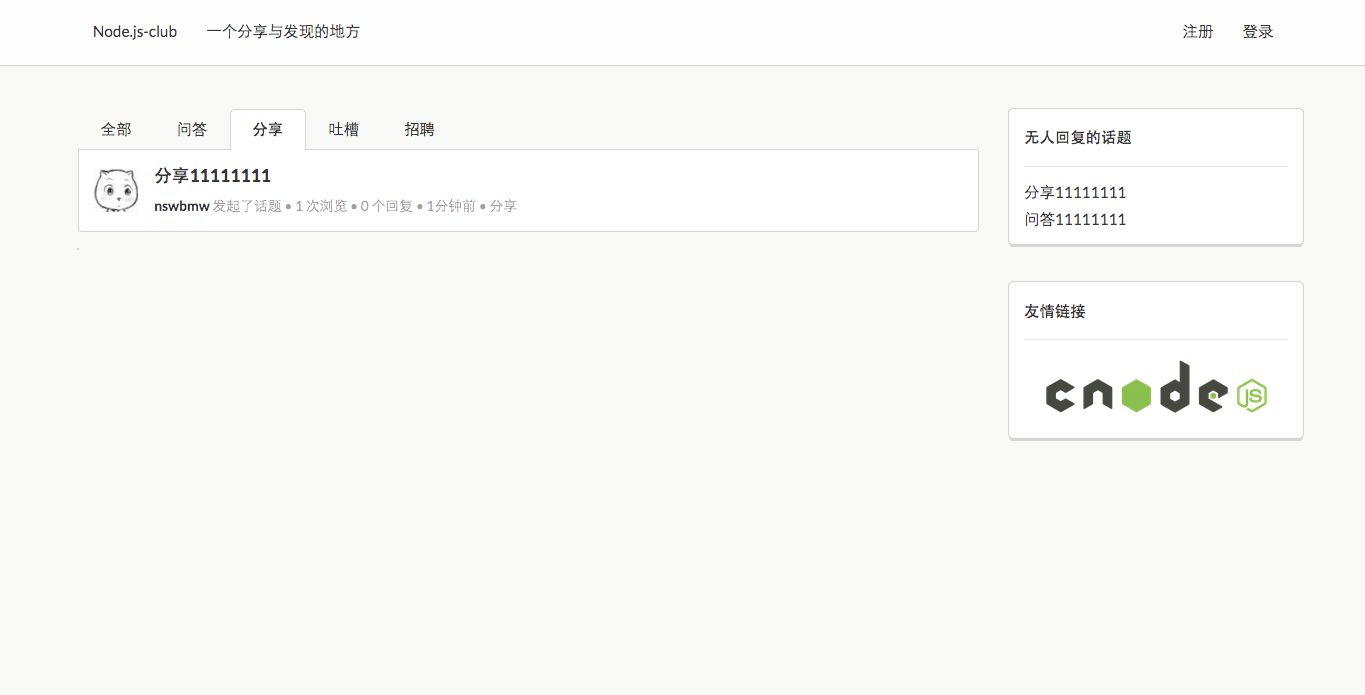 Node.js-club 一个分享与发现的地方 注册 登录
全部 问答 分享 吐槽 招聘
分享11111111
nswbmw 发起了话题 • 1 次浏览 • 0 个回复 • 1分钟前 • 分享
无人回复的话题
分享11111111
问答11111111
友情链接
cnode JS